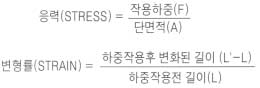 응력(STRESS) = 작용하중(F) / 단면적(A)
변형률(STRAIN) = 하중작용후 변화된 길이 (L'-L) / 하중작용전 길이(L)